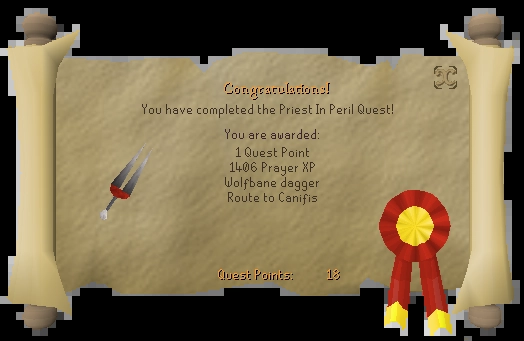 Congratulations!
You have completed the Priest In Peril Quest!
You are awarded:
1 Quest Point
1406 Prayer XP
Wolfbane dagger
Route to Canifis
Quest Points: 18